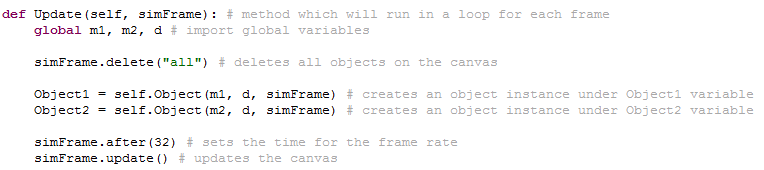 def Update(self, simFrame): # method which will run in a loop for each frame
    global m1, m2, d # import global variables

    simFrame.delete("all") # deletes all objects on the canvas

    Object1 = self.Object(m1, d, simFrame) # creates an object instance under Object1 variable
    Object2 = self.Object(m2, d, simFrame) # creates an object instance under Object2 variable

    simFrame.after(32) # sets the time for the frame rate
    simFrame.update() # updates the canvas